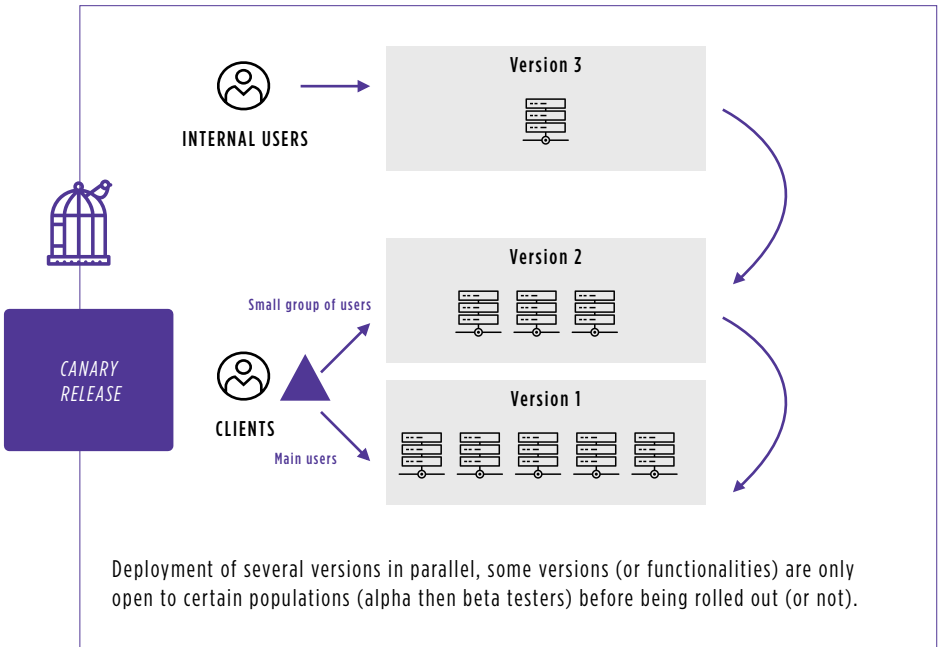 Version 3
INTERNAL USERS
Version 2
Small group of users
CANARY
RELEASE
CLIENTS
Version 1
Main users
Deployment of several versions in parallel, some versions (or functionalities) are only
open to certain populations (alpha then beta testers) before being rolled out (or not).